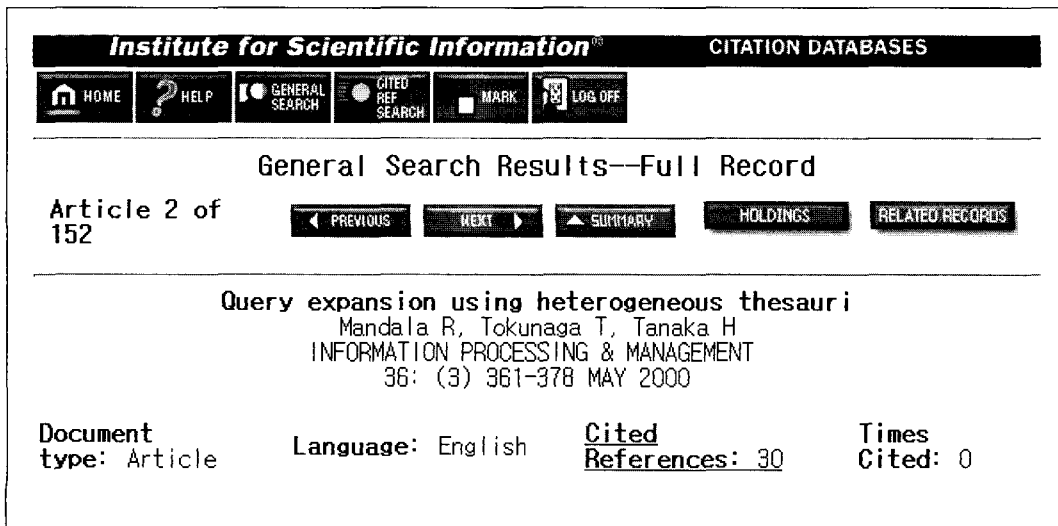 Institute for Scientific Information® CITATION DATABASES
HOME HELP GENERAL SEARCH CITED REF SEARCH MARK LOG OFF
General Search Results--Full Record
Article 2 of 152
PREVIOUS NEXT SUMMARY HOLDINGS RELATED RECORDS
Query expansion using heterogeneous thesauri
Mandala R, Tokunaga T, Tanaka H
INFORMATION PROCESSING & MANAGEMENT
36: (3) 361-378 MAY 2000
Document type: Article
Language: English
Cited References: 30
Times Cited: 0